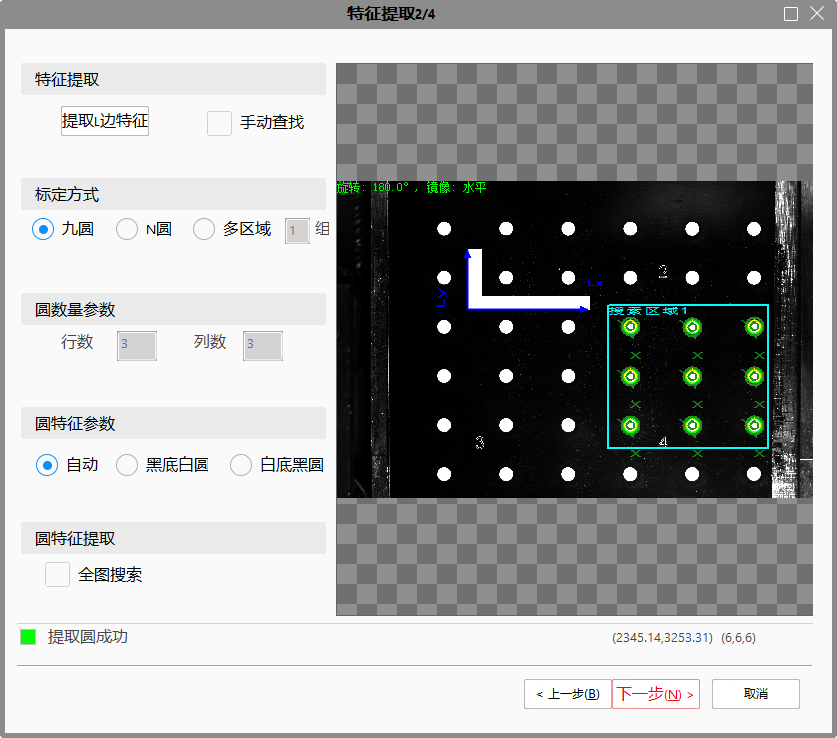 特征提取2/4
特征提取
提取L边特征
手动查找
标定方式
九圆
N圆
多区域
1
组
圆数量参数
行数
3
列数
3
圆特征参数
自动
黑底白圆
白底黑圆
圆特征提取
全图搜索
旋转: 180.0°, 镜像: 水平
2
Lx
Ly
搜索区域1
3
4
提取圆成功
(2345.14,3253.31) (6,6,6)
< 上一步(B)
下一步(N) >
取消